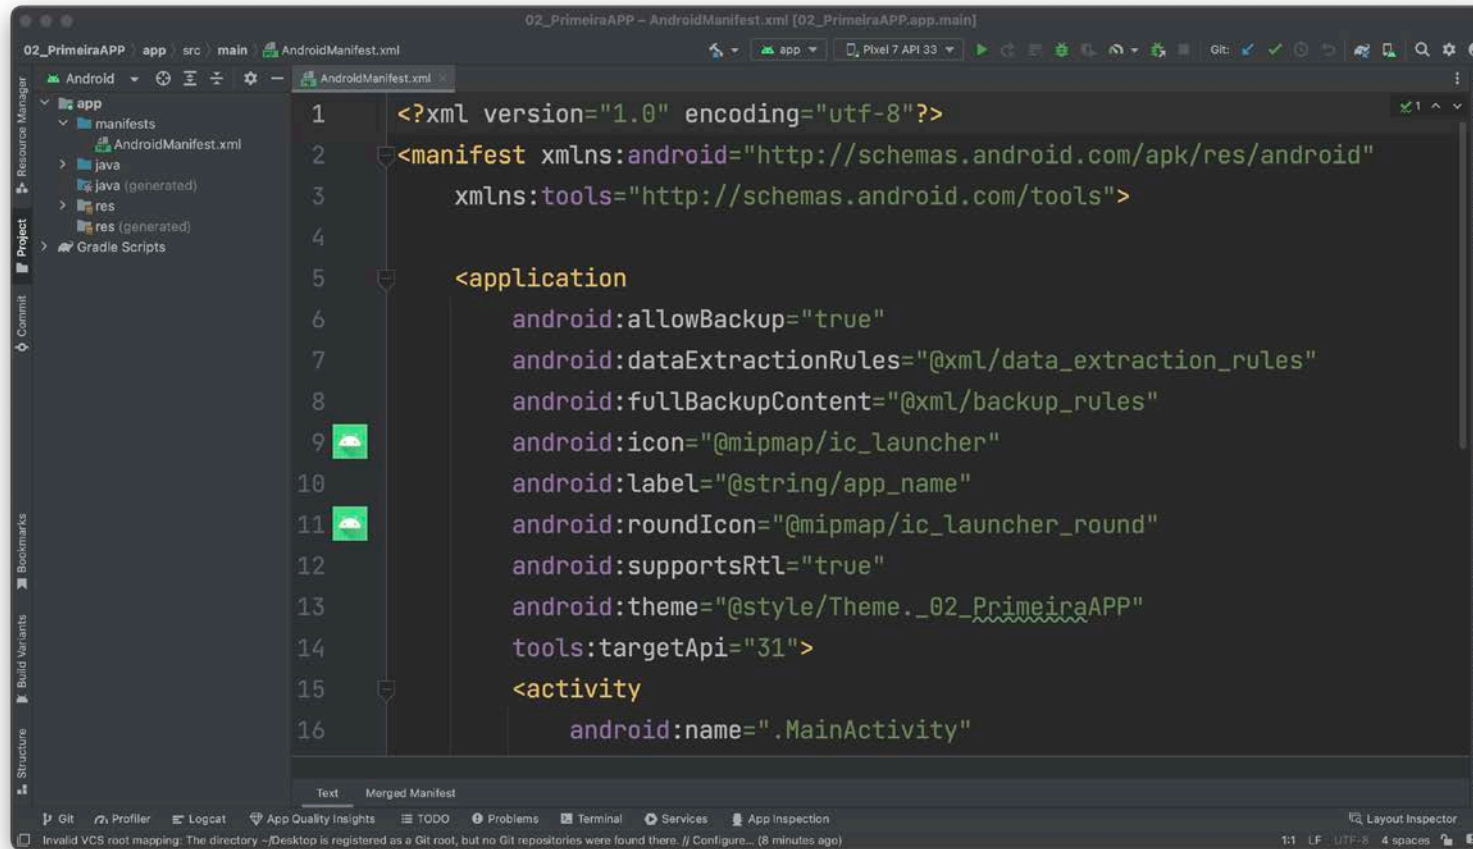 02_PrimeiraAPP – AndroidManifest.xml [02_PrimeiraAPP.app.main]
02_PrimeiraAPP app src main AndroidManifest.xml app Pixel 7 API 33 Git:
Android AndroidManifest.xml
app
manifests
AndroidManifest.xml
java
java (generated)
res
res (generated)
Gradle Scripts
Resource Manager
Project
Commit
Bookmarks
Build Variants
Structure
1
1 <?xml version="1.0" encoding="utf-8"?>
2 <manifest xmlns:android="http://schemas.android.com/apk/res/android"
3 xmlns:tools="http://schemas.android.com/tools">
4
5 <application
6 android:allowBackup="true"
7 android:dataExtractionRules="@xml/data_extraction_rules"
8 android:fullBackupContent="@xml/backup_rules"
9 android:icon="@mipmap/ic_launcher"
10 android:label="@string/app_name"
11 android:roundIcon="@mipmap/ic_launcher_round"
12 android:supportsRtl="true"
13 android:theme="@style/Theme._02_PrimeiraAPP"
14 tools:targetApi="31">
15 <activity
16 android:name=".MainActivity"
Text Merged Manifest
Git Profiler Logcat App Quality Insights TODO Problems Terminal Services App Inspection Layout Inspector
Invalid VCS root mapping: The directory ~/Desktop is registered as a Git root, but no Git repositories were found there. // Configure... (8 minutes ago) 1:1 LF UTF-8 4 spaces